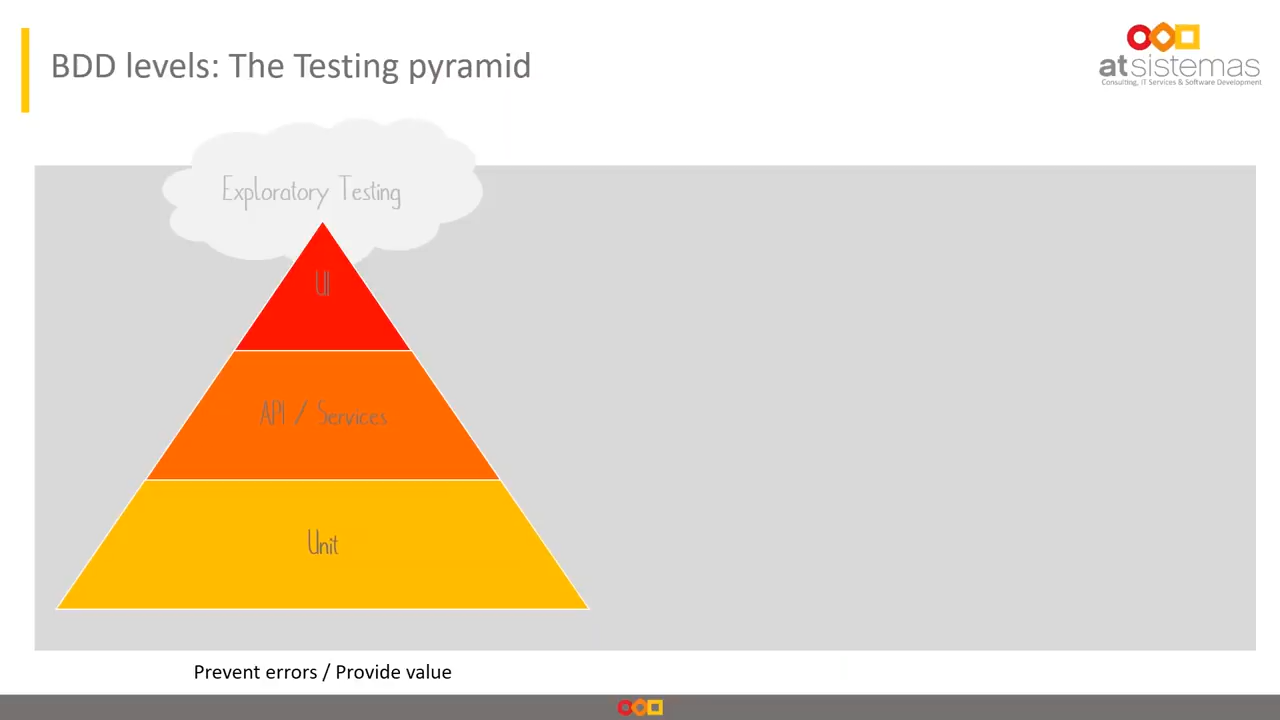 BDD levels: The Testing pyramid
atsistemas
Consulting, IT Services & Software Development
Exploratory Testing
UI
API / Services
Unit
Prevent errors / Provide value